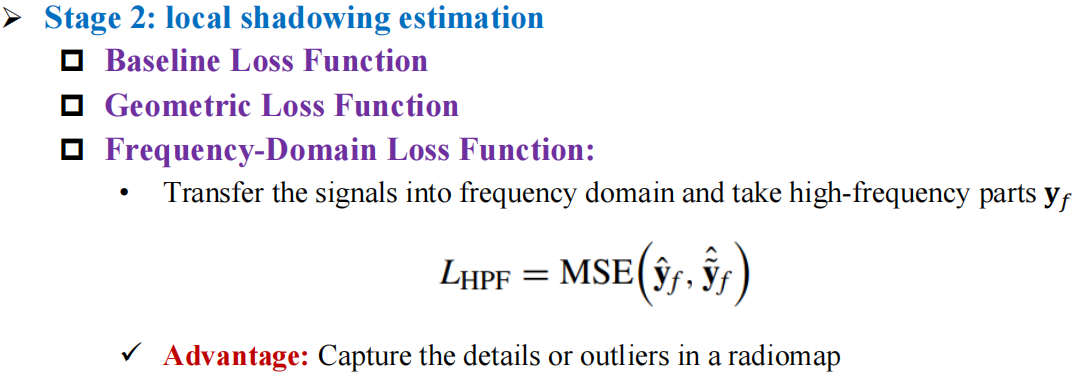 ➢ Stage 2: local shadowing estimation
❑ Baseline Loss Function
❑ Geometric Loss Function
❑ Frequency-Domain Loss Function:
• Transfer the signals into frequency domain and take high-frequency parts 𝐲_f
L_HPF = MSE(ŷ_f, ỹ̂_f)
✓ Advantage: Capture the details or outliers in a radiomap